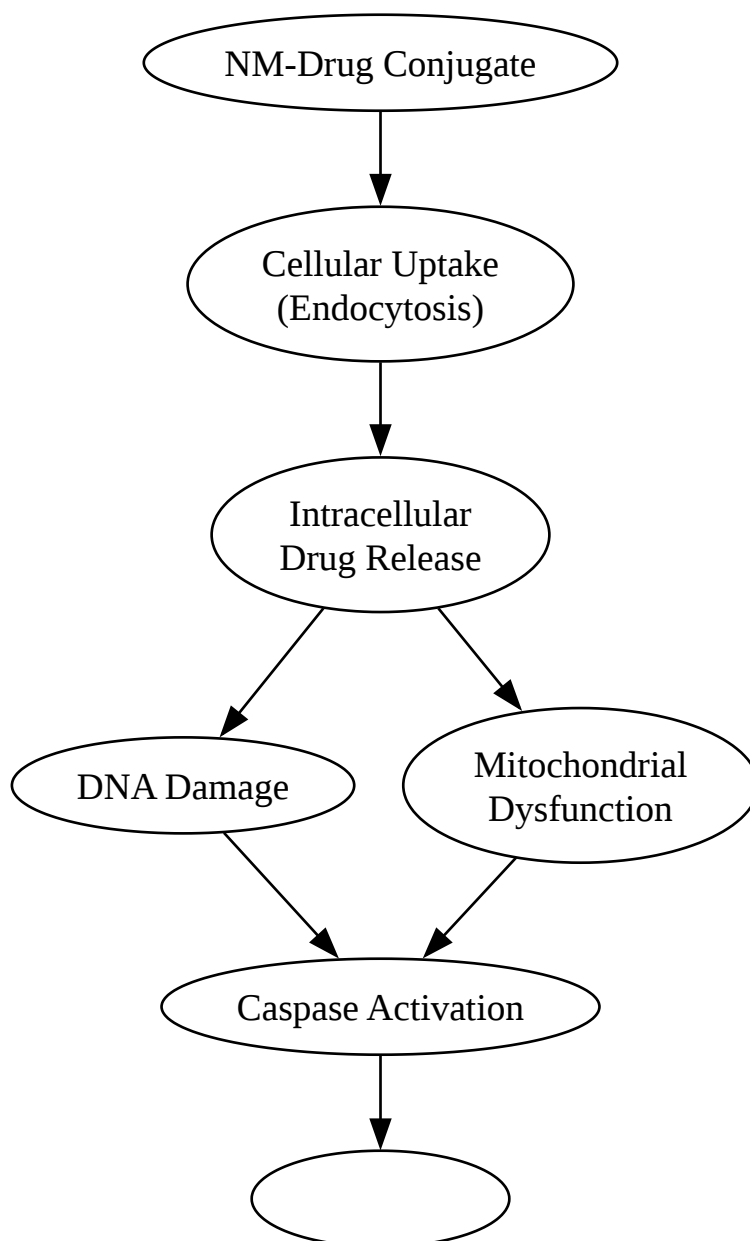 NM-Drug Conjugate
Cellular Uptake
(Endocytosis)
Intracellular
Drug Release
DNA Damage
Mitochondrial
Dysfunction
Caspase Activation